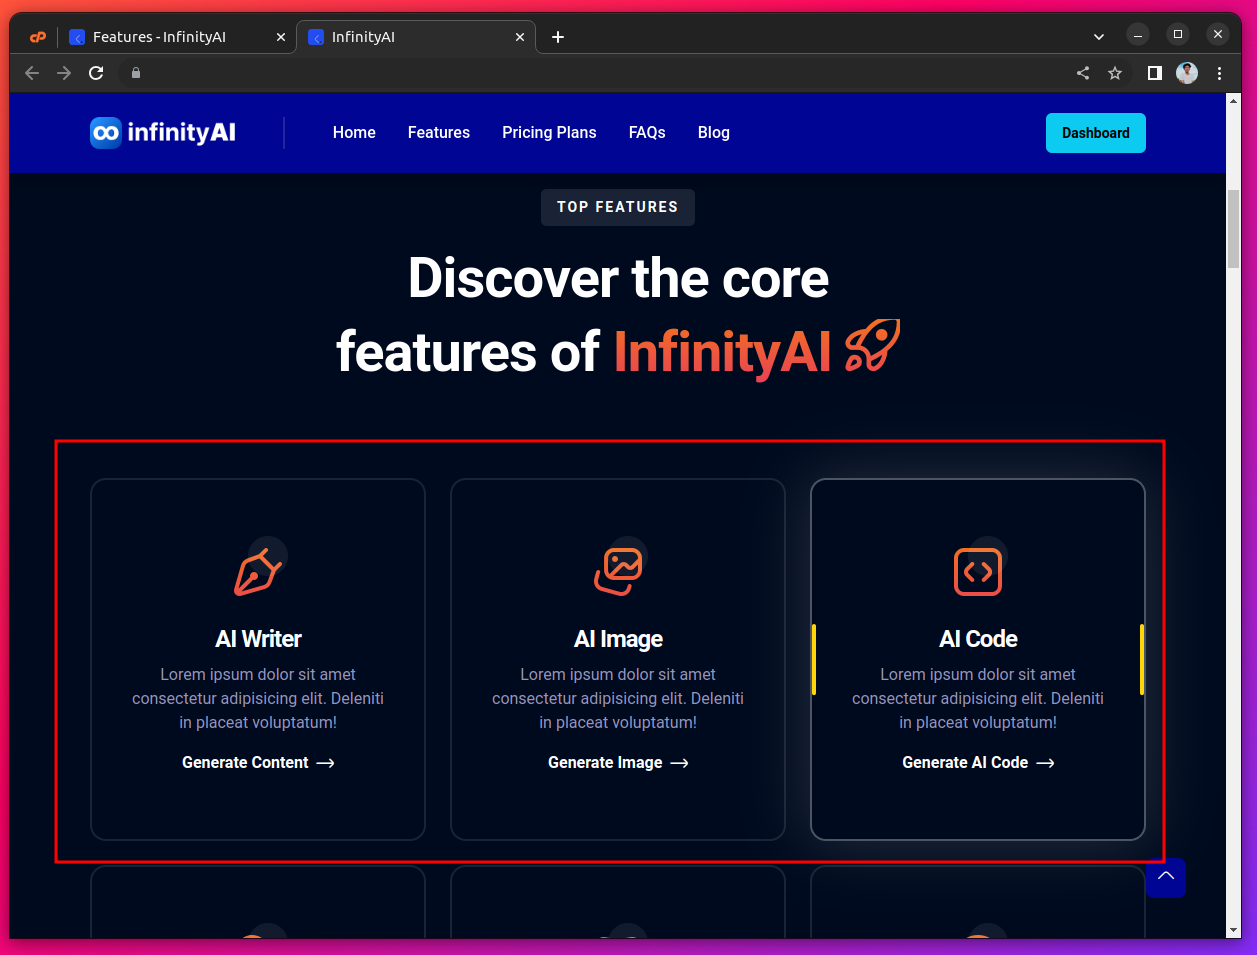 Features - InfinityAI
InfinityAI
infinityAI
Home Features Pricing Plans FAQs Blog
Dashboard
TOP FEATURES
Discover the core
features of InfinityAI
AI Writer
Lorem ipsum dolor sit amet
consectetur adipisicing elit. Deleniti
in placeat voluptatum!
Generate Content
AI Image
Lorem ipsum dolor sit amet
consectetur adipisicing elit. Deleniti
in placeat voluptatum!
Generate Image
AI Code
Lorem ipsum dolor sit amet
consectetur adipisicing elit. Deleniti
in placeat voluptatum!
Generate AI Code